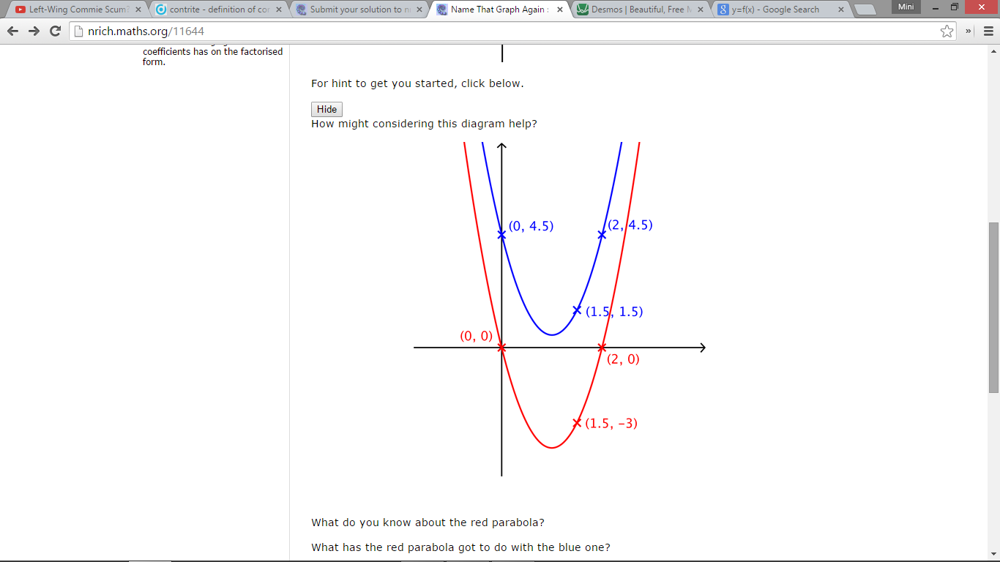 Left-Wing Commie Scum?
contrite - definition of con
Submit your solution to n
Name That Graph Again :
Desmos | Beautiful, Free M
y=f(x) - Google Search
Mini
nrich.maths.org/11644
coefficients has on the factorised
form.
For hint to get you started, click below.
Hide
How might considering this diagram help?
(0, 4.5)
(2, 4.5)
(1.5, 1.5)
(0, 0)
(2, 0)
(1.5, −3)
What do you know about the red parabola?
What has the red parabola got to do with the blue one?